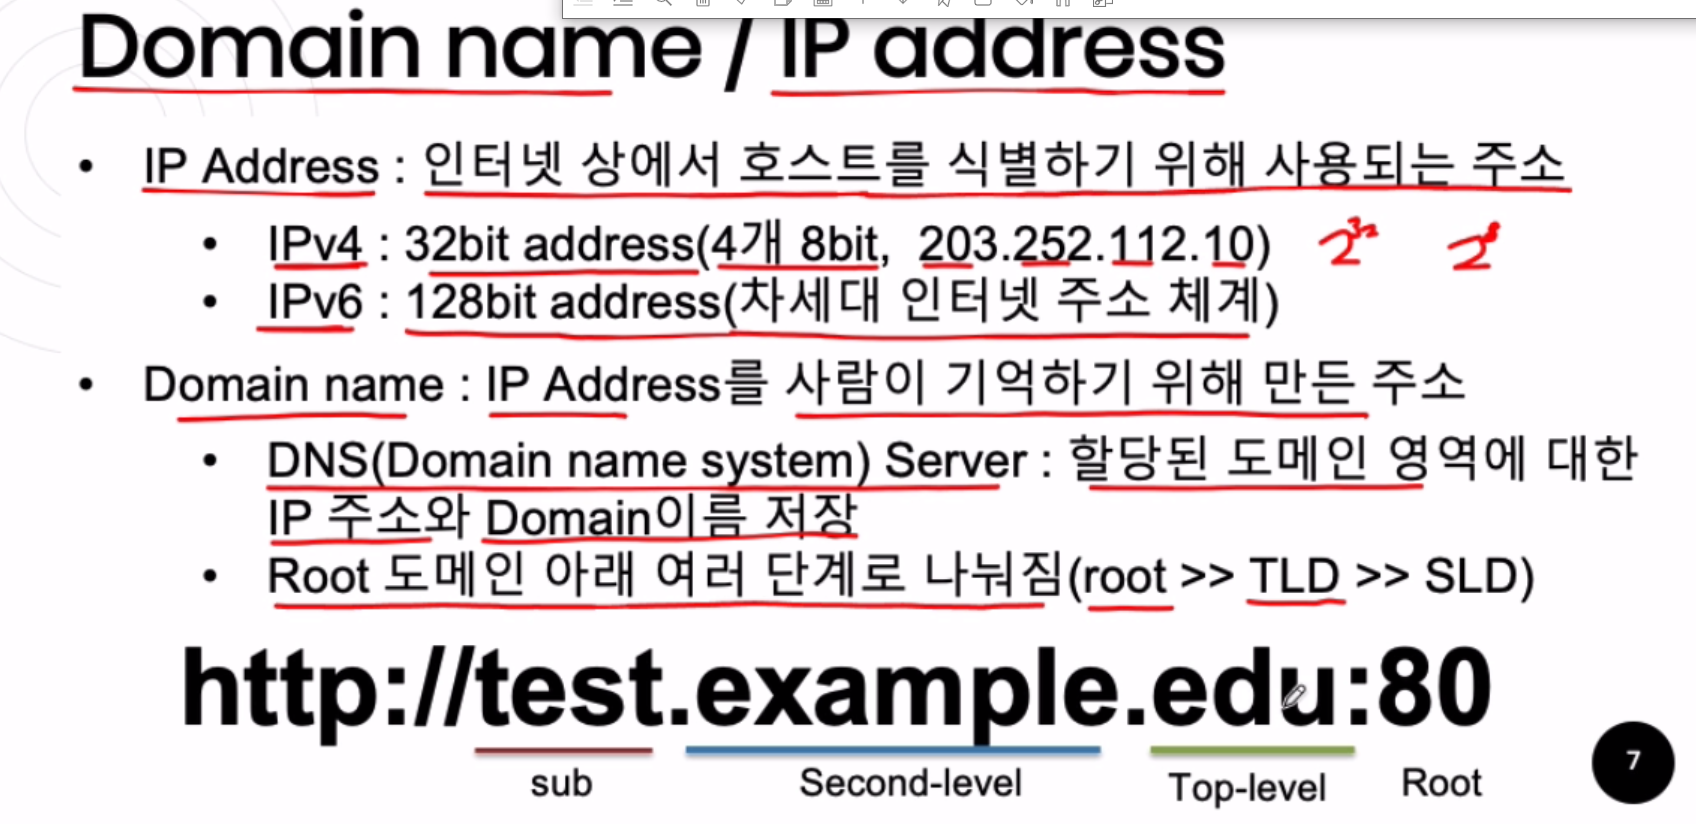 Domain name / IP address
• IP Address : 인터넷 상에서 호스트를 식별하기 위해 사용되는 주소
• IPv4 : 32bit address(4개 8bit, 203.252.112.10) 2³² 2⁸
• IPv6 : 128bit address(차세대 인터넷 주소 체계)
• Domain name : IP Address를 사람이 기억하기 위해 만든 주소
• DNS(Domain name system) Server : 할당된 도메인 영역에 대한
IP 주소와 Domain이름 저장
• Root 도메인 아래 여러 단계로 나눠짐(root >> TLD >> SLD)
http://test.example.edu:80
sub Second-level Top-level Root
7